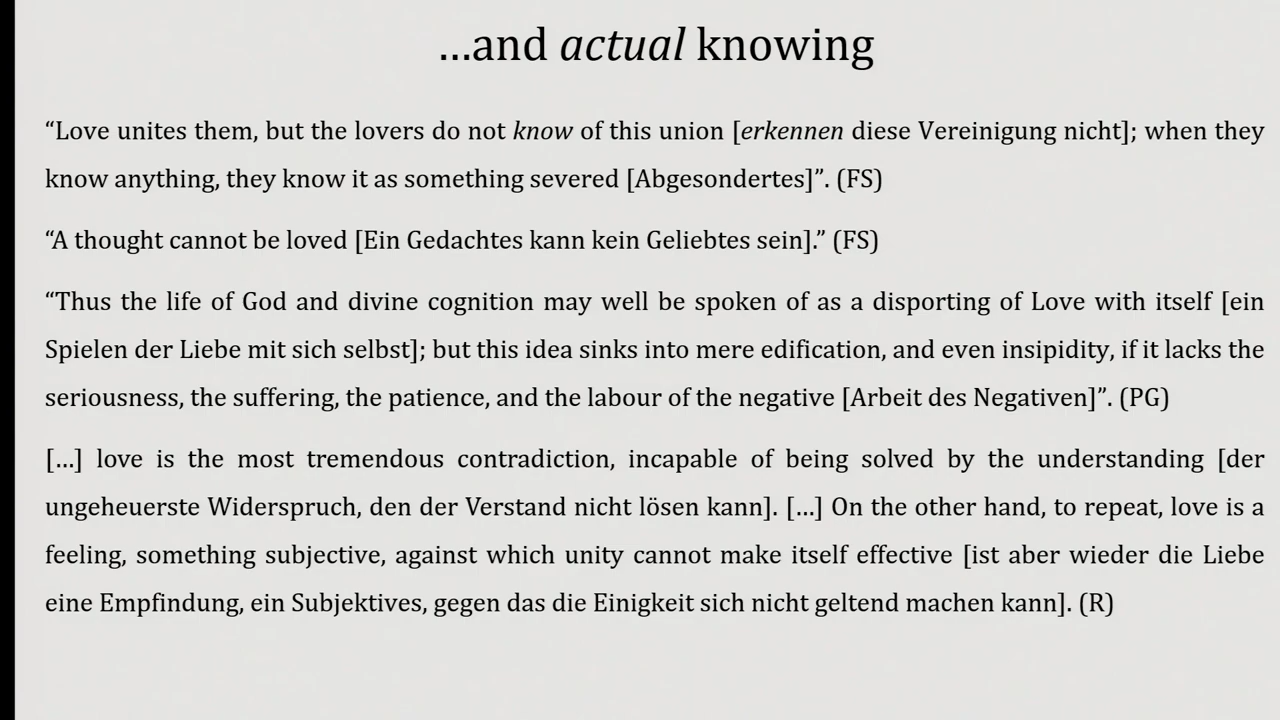 …and actual knowing
“Love unites them, but the lovers do not know of this union [erkennen diese Vereinigung nicht]; when they
know anything, they know it as something severed [Abgesondertes]”. (FS)
“A thought cannot be loved [Ein Gedachtes kann kein Geliebtes sein].” (FS)
“Thus the life of God and divine cognition may well be spoken of as a disporting of Love with itself [ein
Spielen der Liebe mit sich selbst]; but this idea sinks into mere edification, and even insipidity, if it lacks the
seriousness, the suffering, the patience, and the labour of the negative [Arbeit des Negativen]”. (PG)
[…] love is the most tremendous contradiction, incapable of being solved by the understanding [der
ungeheuerste Widerspruch, den der Verstand nicht lösen kann]. […] On the other hand, to repeat, love is a
feeling, something subjective, against which unity cannot make itself effective [ist aber wieder die Liebe
eine Empfindung, ein Subjektives, gegen das die Einigkeit sich nicht geltend machen kann]. (R)